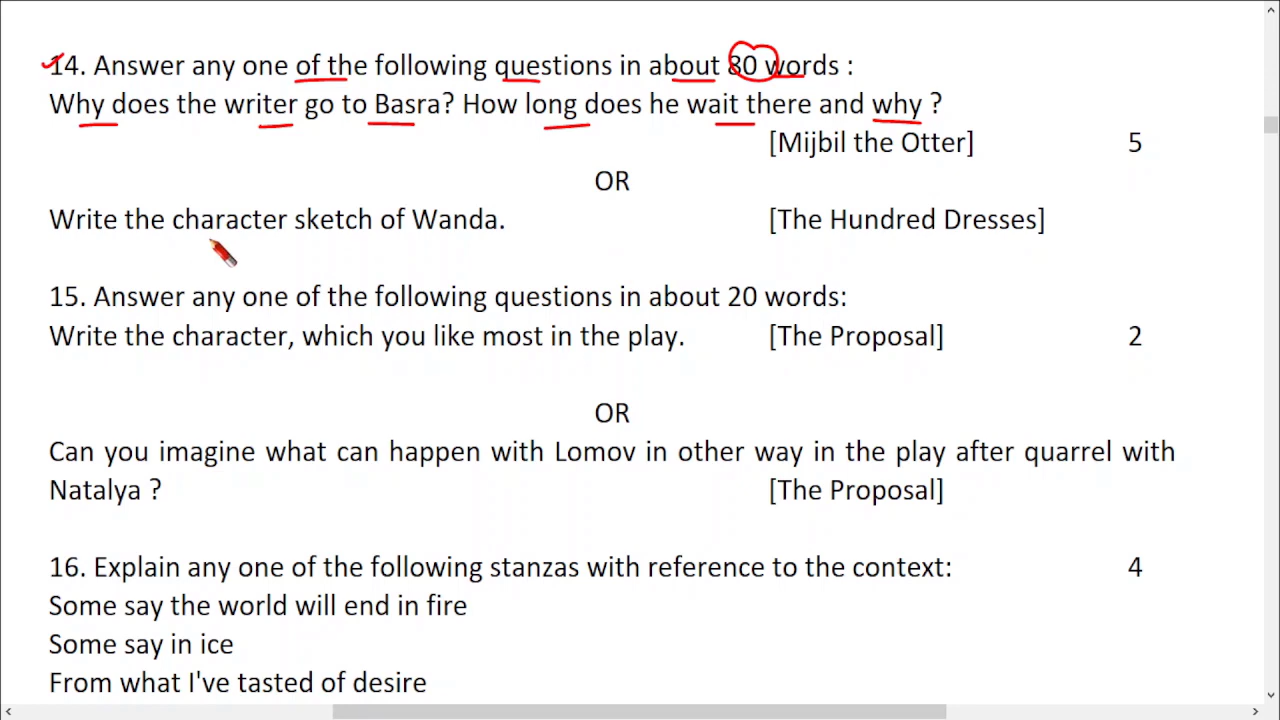 14. Answer any one of the following questions in about 80 words :
Why does the writer go to Basra? How long does he wait there and why ?
[Mijbil the Otter] 5
OR
Write the character sketch of Wanda. [The Hundred Dresses]
15. Answer any one of the following questions in about 20 words:
Write the character, which you like most in the play. [The Proposal] 2
OR
Can you imagine what can happen with Lomov in other way in the play after quarrel with
Natalya ? [The Proposal]
16. Explain any one of the following stanzas with reference to the context: 4
Some say the world will end in fire
Some say in ice
From what I've tasted of desire